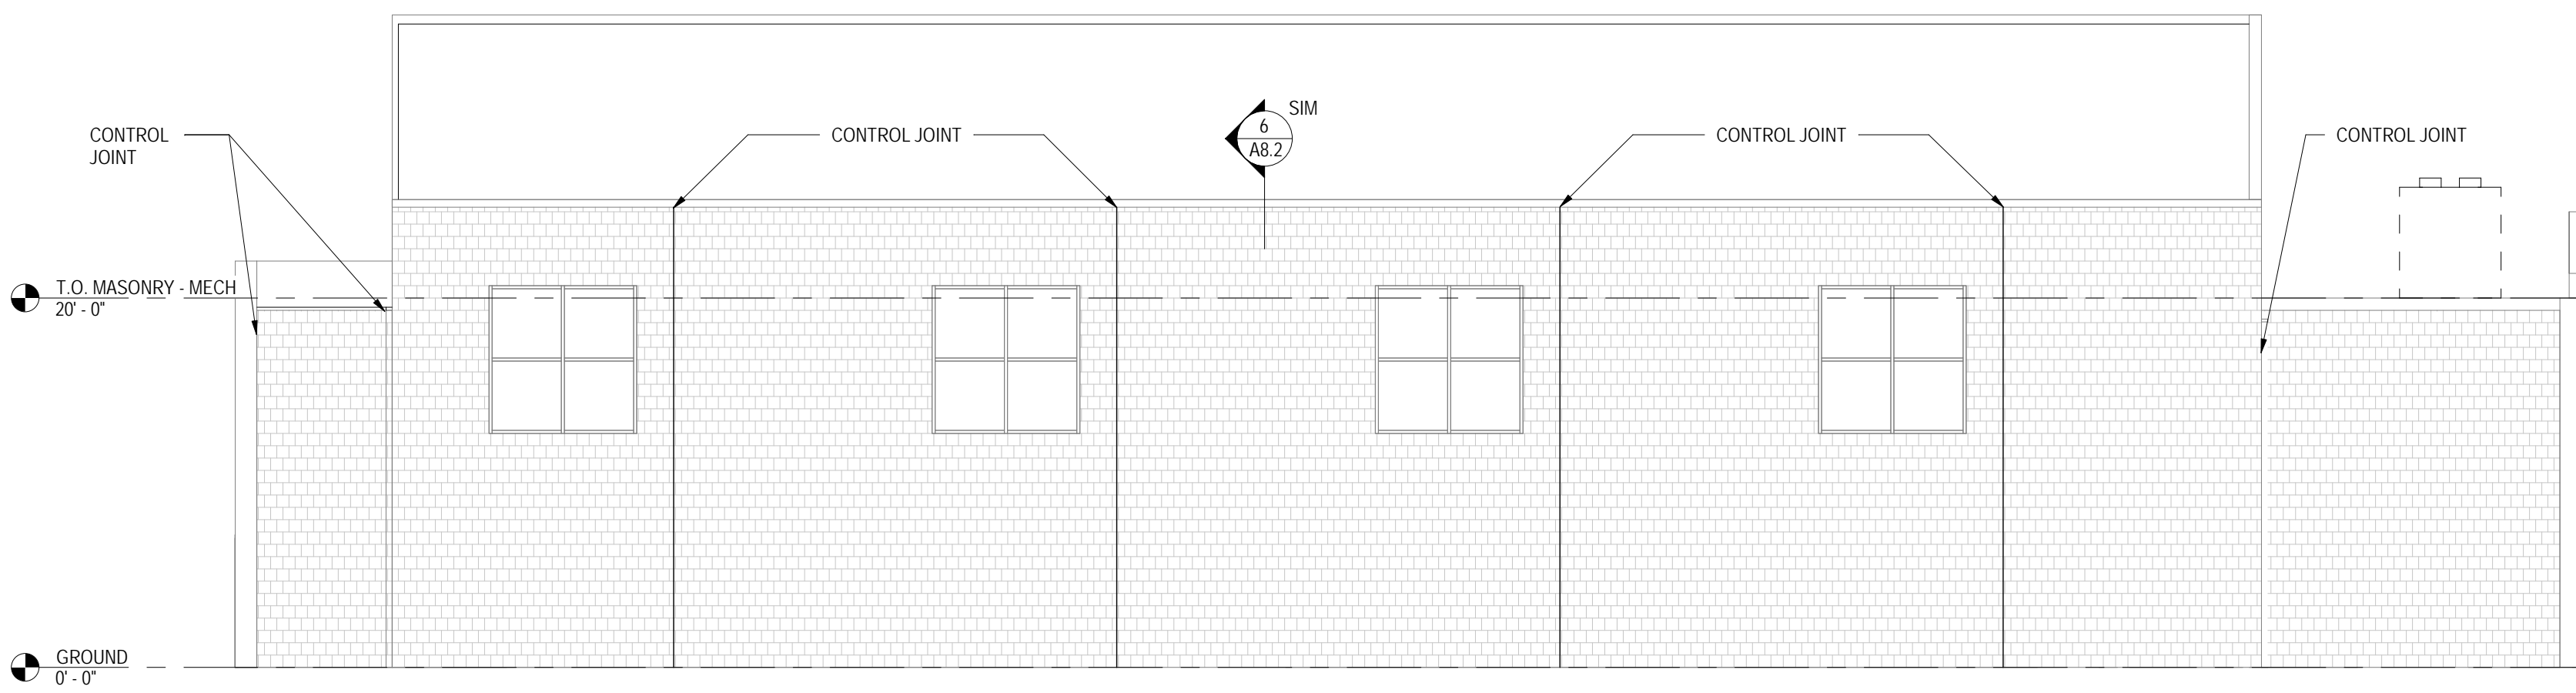 SIM
6
A8.2
CONTROL
JOINT
CONTROL JOINT
CONTROL JOINT
CONTROL JOINT
T.O. MASONRY - MECH
20' - 0"
GROUND
0' - 0"